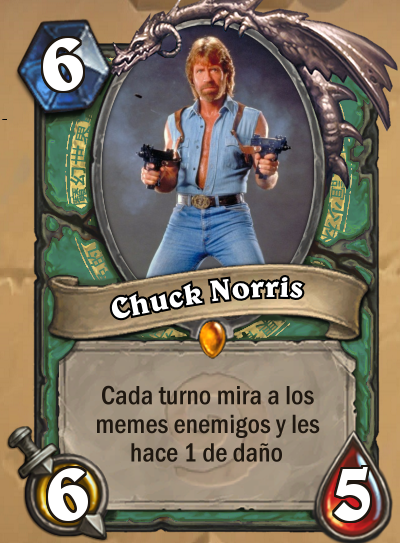 6
Chuck Norris
Cada turno mira a los
memes enemigos y les
hace 1 de daño
6
5